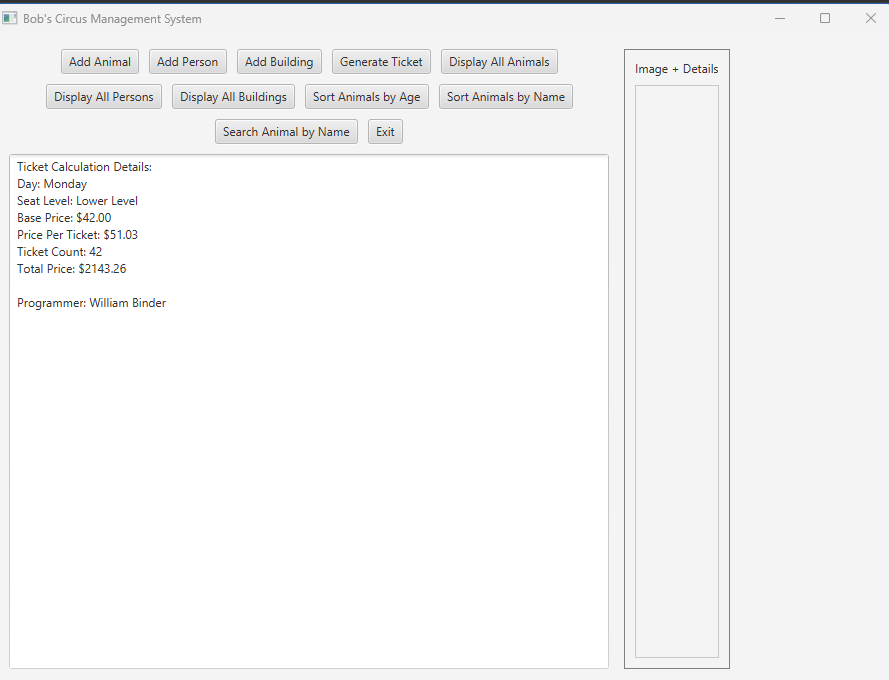 Bob's Circus Management System
Add Animal Add Person Add Building Generate Ticket Display All Animals
Display All Persons Display All Buildings Sort Animals by Age Sort Animals by Name
Search Animal by Name Exit
Image + Details
Ticket Calculation Details:
Day: Monday
Seat Level: Lower Level
Base Price: $42.00
Price Per Ticket: $51.03
Ticket Count: 42
Total Price: $2143.26
Programmer: William Binder